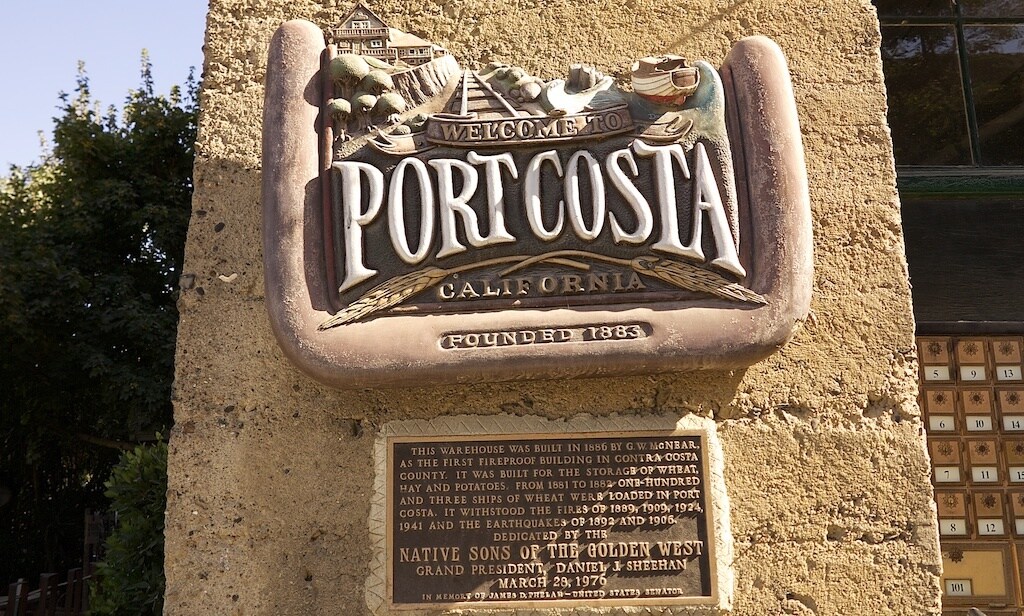 WELCOME TO
PORT COSTA
CALIFORNIA
FOUNDED 1883
THIS WAREHOUSE WAS BUILT IN 1886 BY G.W. McNEAR,
AS THE FIRST FIREPROOF BUILDING IN CONTRA COSTA
COUNTY. IT WAS BUILT FOR THE STORAGE OF WHEAT,
HAY AND POTATOES. FROM 1881 TO 1882 ONE-HUNDRED
AND THREE SHIPS OF WHEAT WERE LOADED IN PORT
COSTA. IT WITHSTOOD THE FIRES OF 1889, 1909, 1924,
1941 AND THE EARTHQUAKES OF 1892 AND 1906.
DEDICATED BY THE
NATIVE SONS OF THE GOLDEN WEST
GRAND PRESIDENT, DANIEL J. SHEEHAN
MARCH 28, 1976
IN MEMORY OF JAMES D. PHELAN - UNITED STATES SENATOR
5 9 13
6 10 14
7 11 15
8 12
101